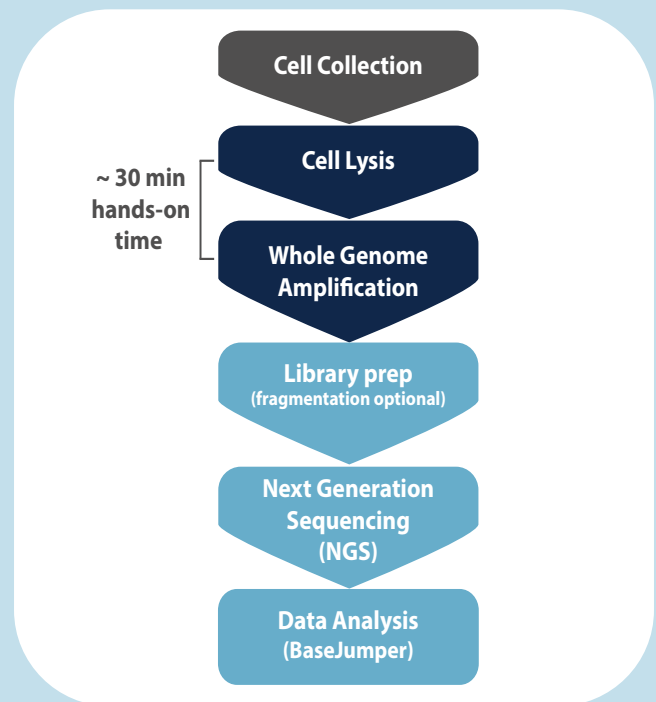 Cell Collection
Cell Lysis
~ 30 min
hands-on
time
Whole Genome
Amplification
Library prep
(fragmentation optional)
Next Generation
Sequencing
(NGS)
Data Analysis
(BaseJumper)